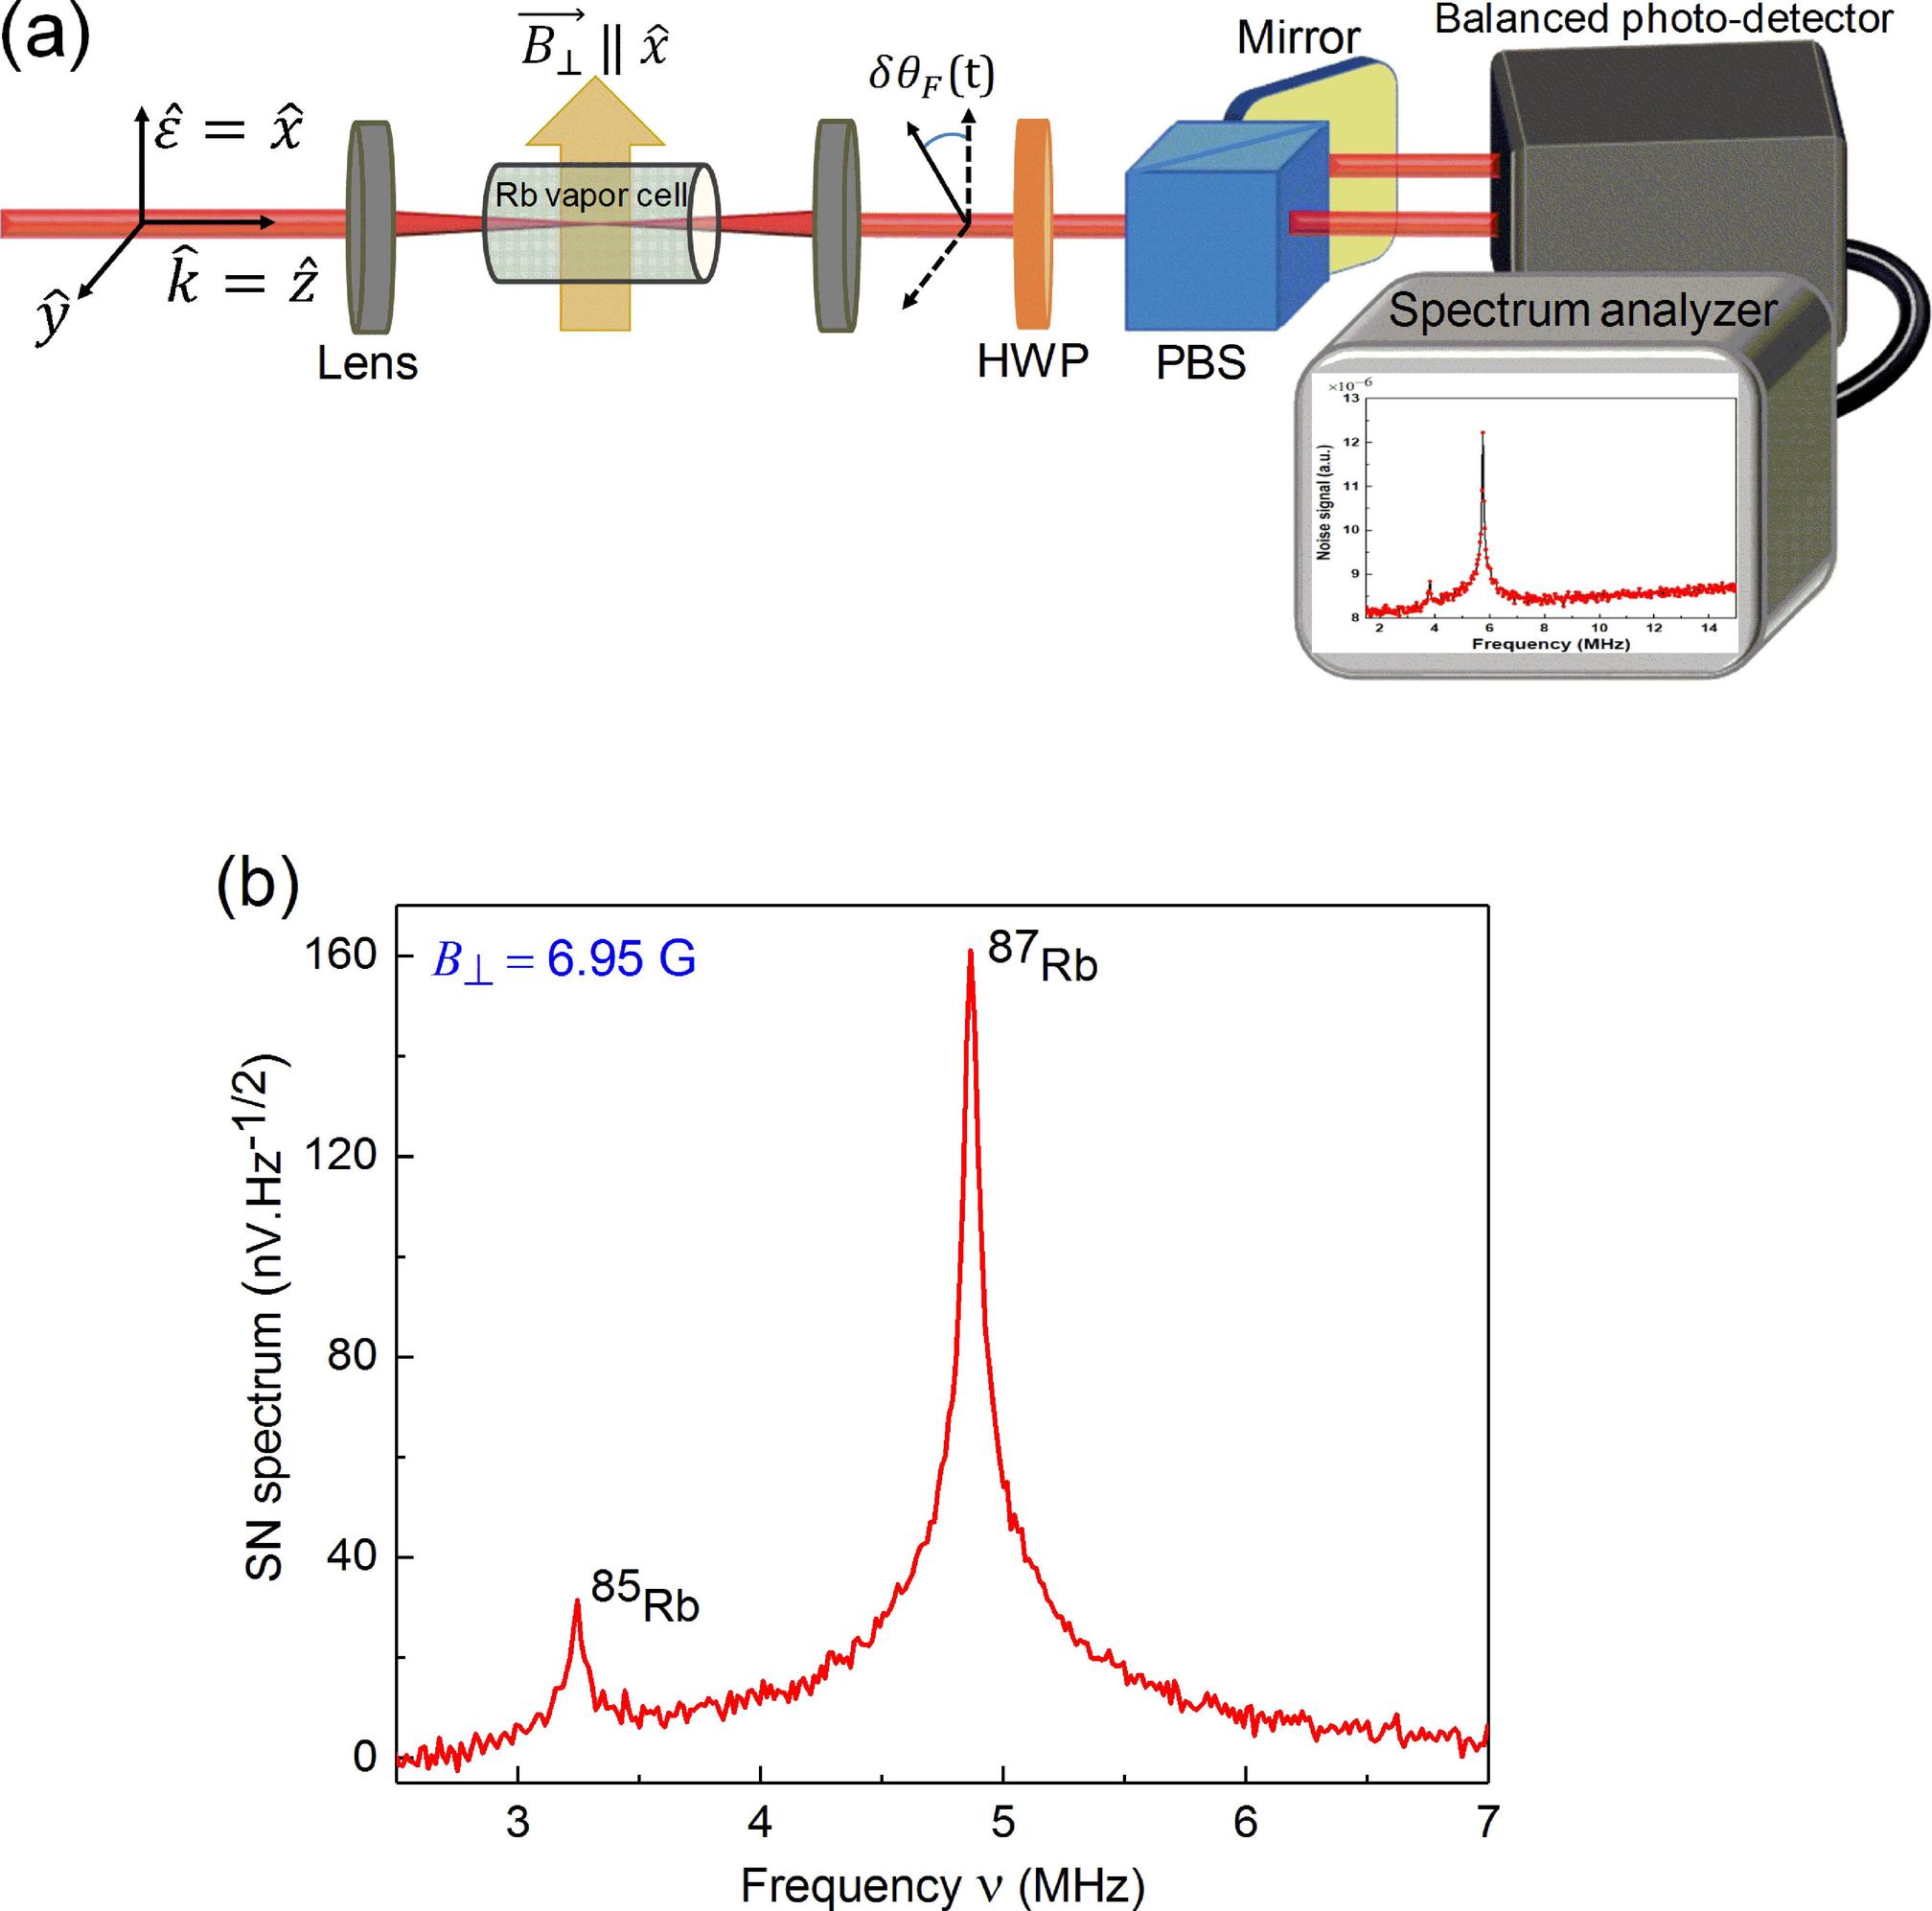 (a)
B⊥ ∥ x̂
δθF(t)
Mirror
Balanced photo-detector
ε̂ = x̂
Rb vapor cell
k̂ = ẑ
ŷ
Lens
HWP
PBS
Spectrum analyzer
×10−6
13
12
11
10
9
8
Noise signal (a.u.)
2 4 6 8 10 12 14
Frequency (MHz)
(b)
B⊥ = 6.95 G
87Rb
85Rb
160
120
80
40
0
SN spectrum (nV.Hz-1/2)
3 4 5 6 7
Frequency ν (MHz)